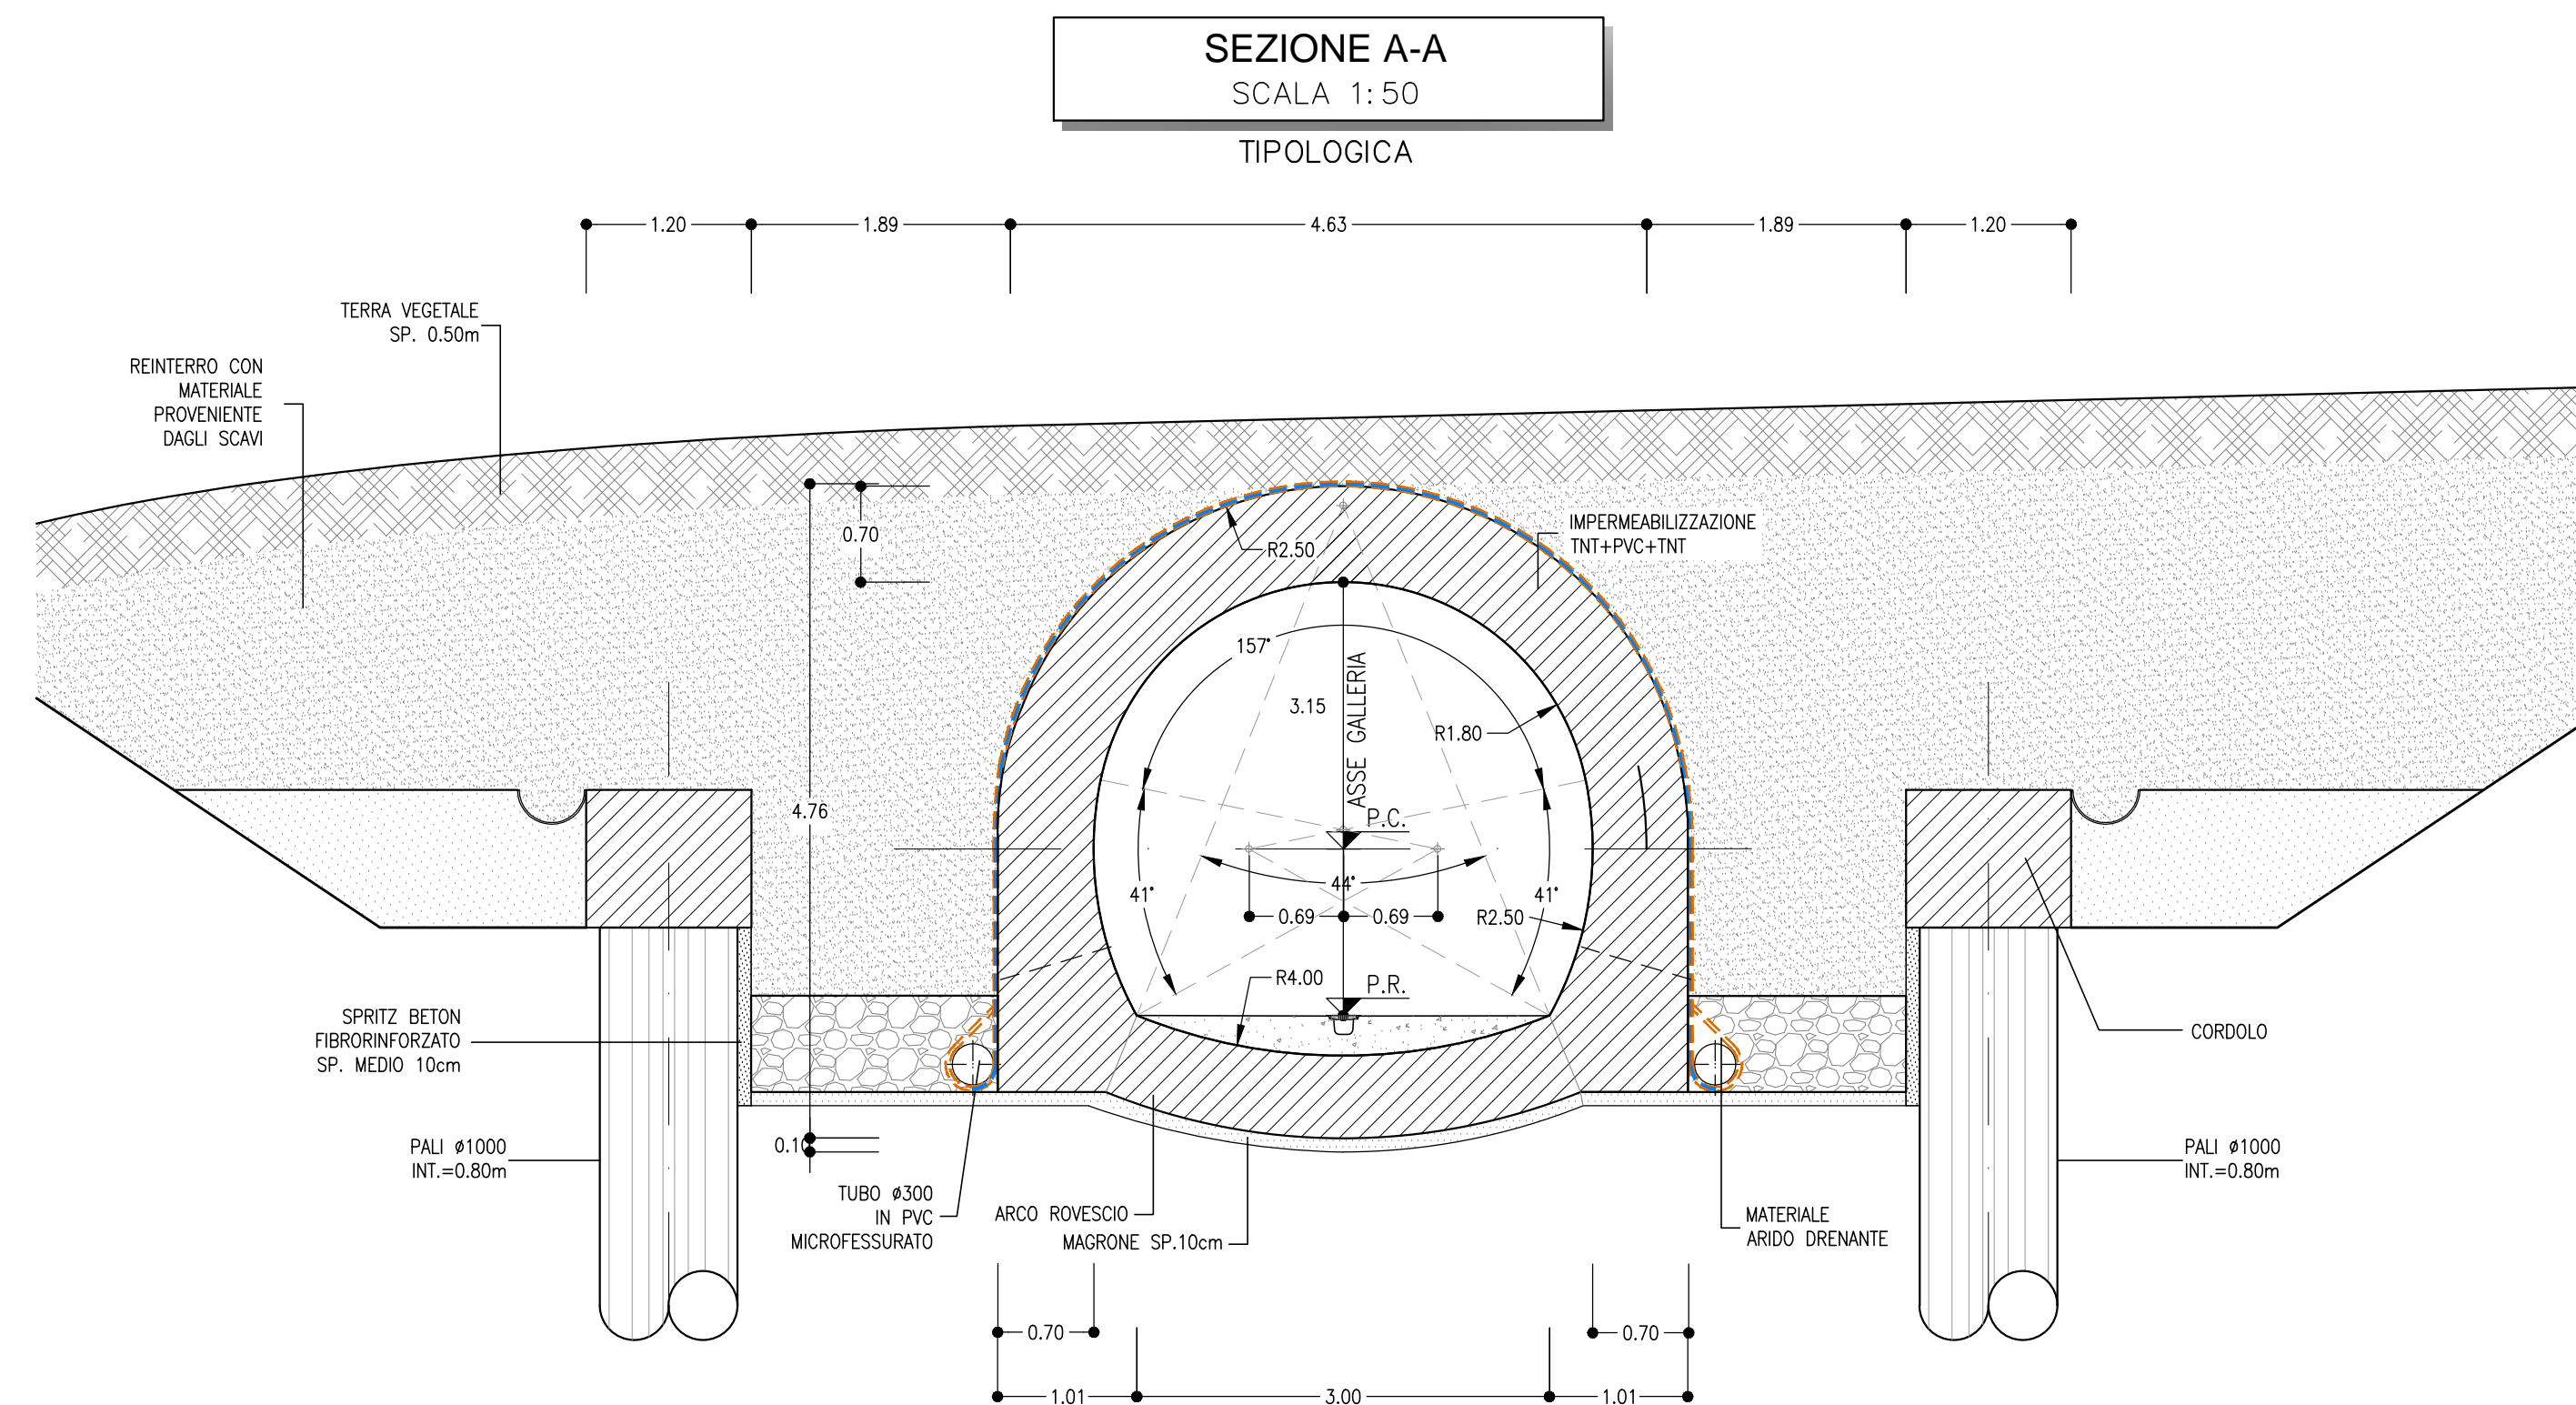 SEZIONE A-A
SCALA 1:50
TIPOLOGICA
1.20
1.89
4.63
1.89
1.20
TERRA VEGETALE
SP. 0.50m
REINTERRO CON
MATERIALE
PROVENIENTE
DAGLI SCAVI
0.70
R2.50
IMPERMEABILIZZAZIONE
TNT+PVC+TNT
157°
3.15
ASSE GALLERIA
R1.80
4.76
P.C.
41°
44°
41°
0.69
0.69
R2.50
R4.00
P.R.
SPRITZ BETON
FIBRORINFORZATO
SP. MEDIO 10cm
CORDOLO
PALI ø1000
INT.=0.80m
0.10
PALI ø1000
INT.=0.80m
TUBO ø300
IN PVC
MICROFESSURATO
ARCO ROVESCIO
MAGRONE SP.10cm
MATERIALE
ARIDO DRENANTE
0.70
0.70
1.01
3.00
1.01